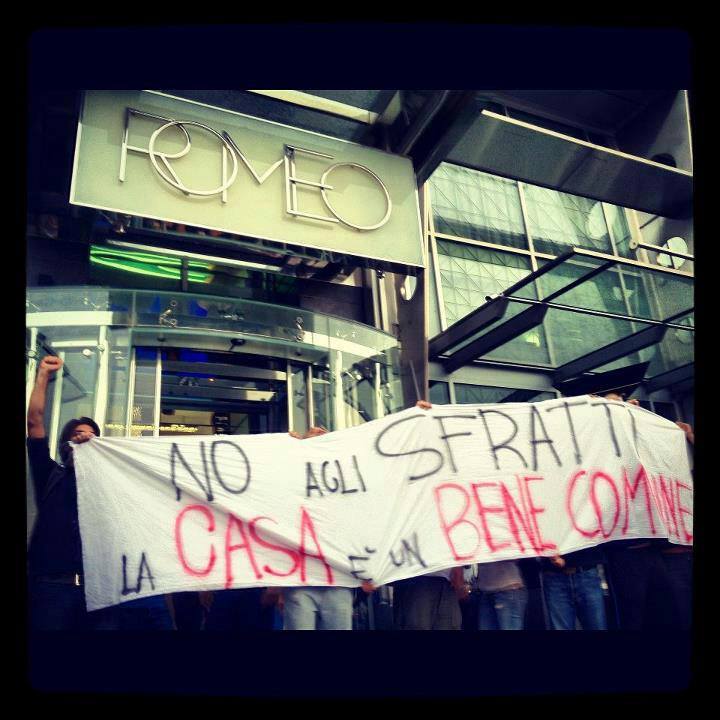 ROMEO
NO AGLI SFRATTI
LA CASA E' UN BENE COMUNE